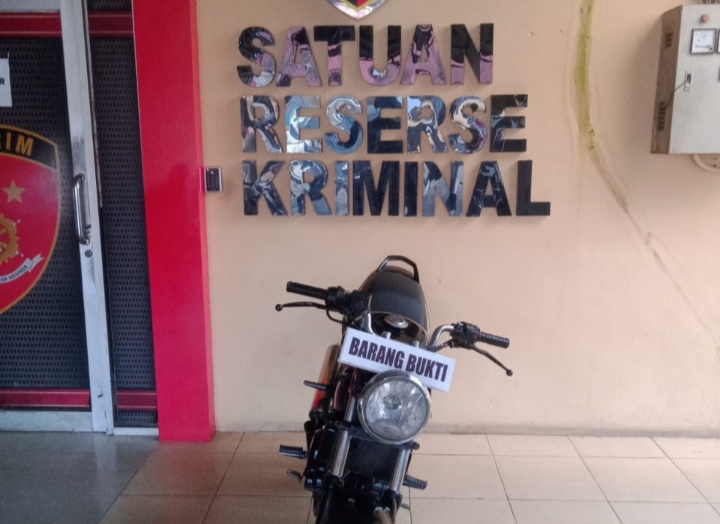 SATUAN
RESERSE
KRIMINAL
BARANG BUKTI